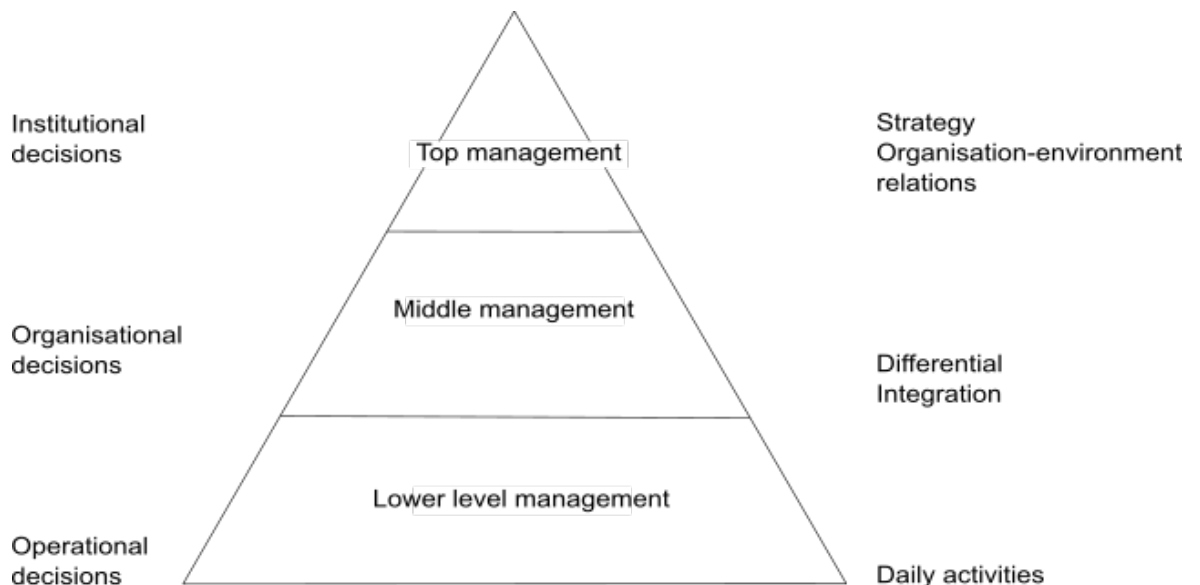 Institutional
decisions
Top management
Strategy
Organisation-environment
relations
Middle management
Organisational
decisions
Differential
Integration
Lower level management
Operational
decisions
Daily activities